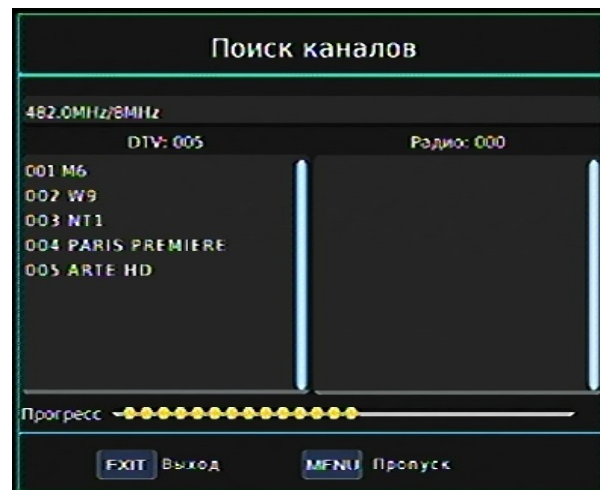 Поиск каналов
482.0MHz/8MHz
DTV: 005 Радио: 000
001 M6
002 W9
003 NT1
004 PARIS PREMIERE
005 ARTE HD
Прогресс
EXIT Выход MENU Пропуск